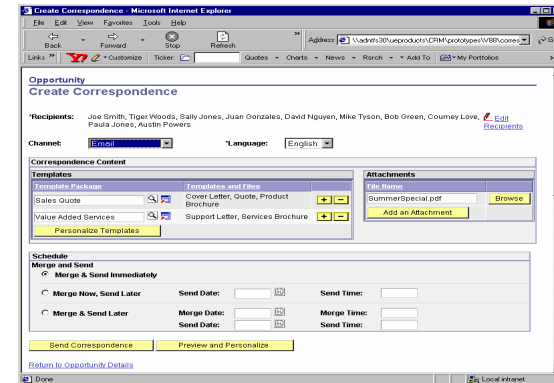 Create Correspondence - Microsoft Internet Explorer
File Edit View Favorites Tools Help
Back Forward Stop Refresh » Address \\adntfs30\ueproducts\CRM\prototypes\V88\comes
Links » Customize Ticker: Quotes - Charts - News - Rsrch - Add To My Portfolios
Opportunity
Create Correspondence
*Recipients: Joe Smith, Tiger Woods, Sally Jones, Juan Gonzales, David Nguyen, Mike Tyson, Bob Green, Courney Love, Edit
Paula Jones, Austin Powers Recipients
Channel: Email *Language: English
Correspondence Content
Templates Attachments
Template Package Templates and Files File Name
Sales Quote Cover Letter, Quote, Product Brochure + - SummerSpecial.pdf Browse
Value Added Services Support Letter, Services Brochure + - Add an Attachment
Personalize Templates
Schedule
Merge and Send
Merge & Send Immediately
Merge Now, Send Later Send Date: Send Time:
Merge & Send Later Merge Date: Merge Time:
Send Date: Send Time:
Send Correspondence Preview and Personalize
Return to Opportunity Details
Done Local intranet